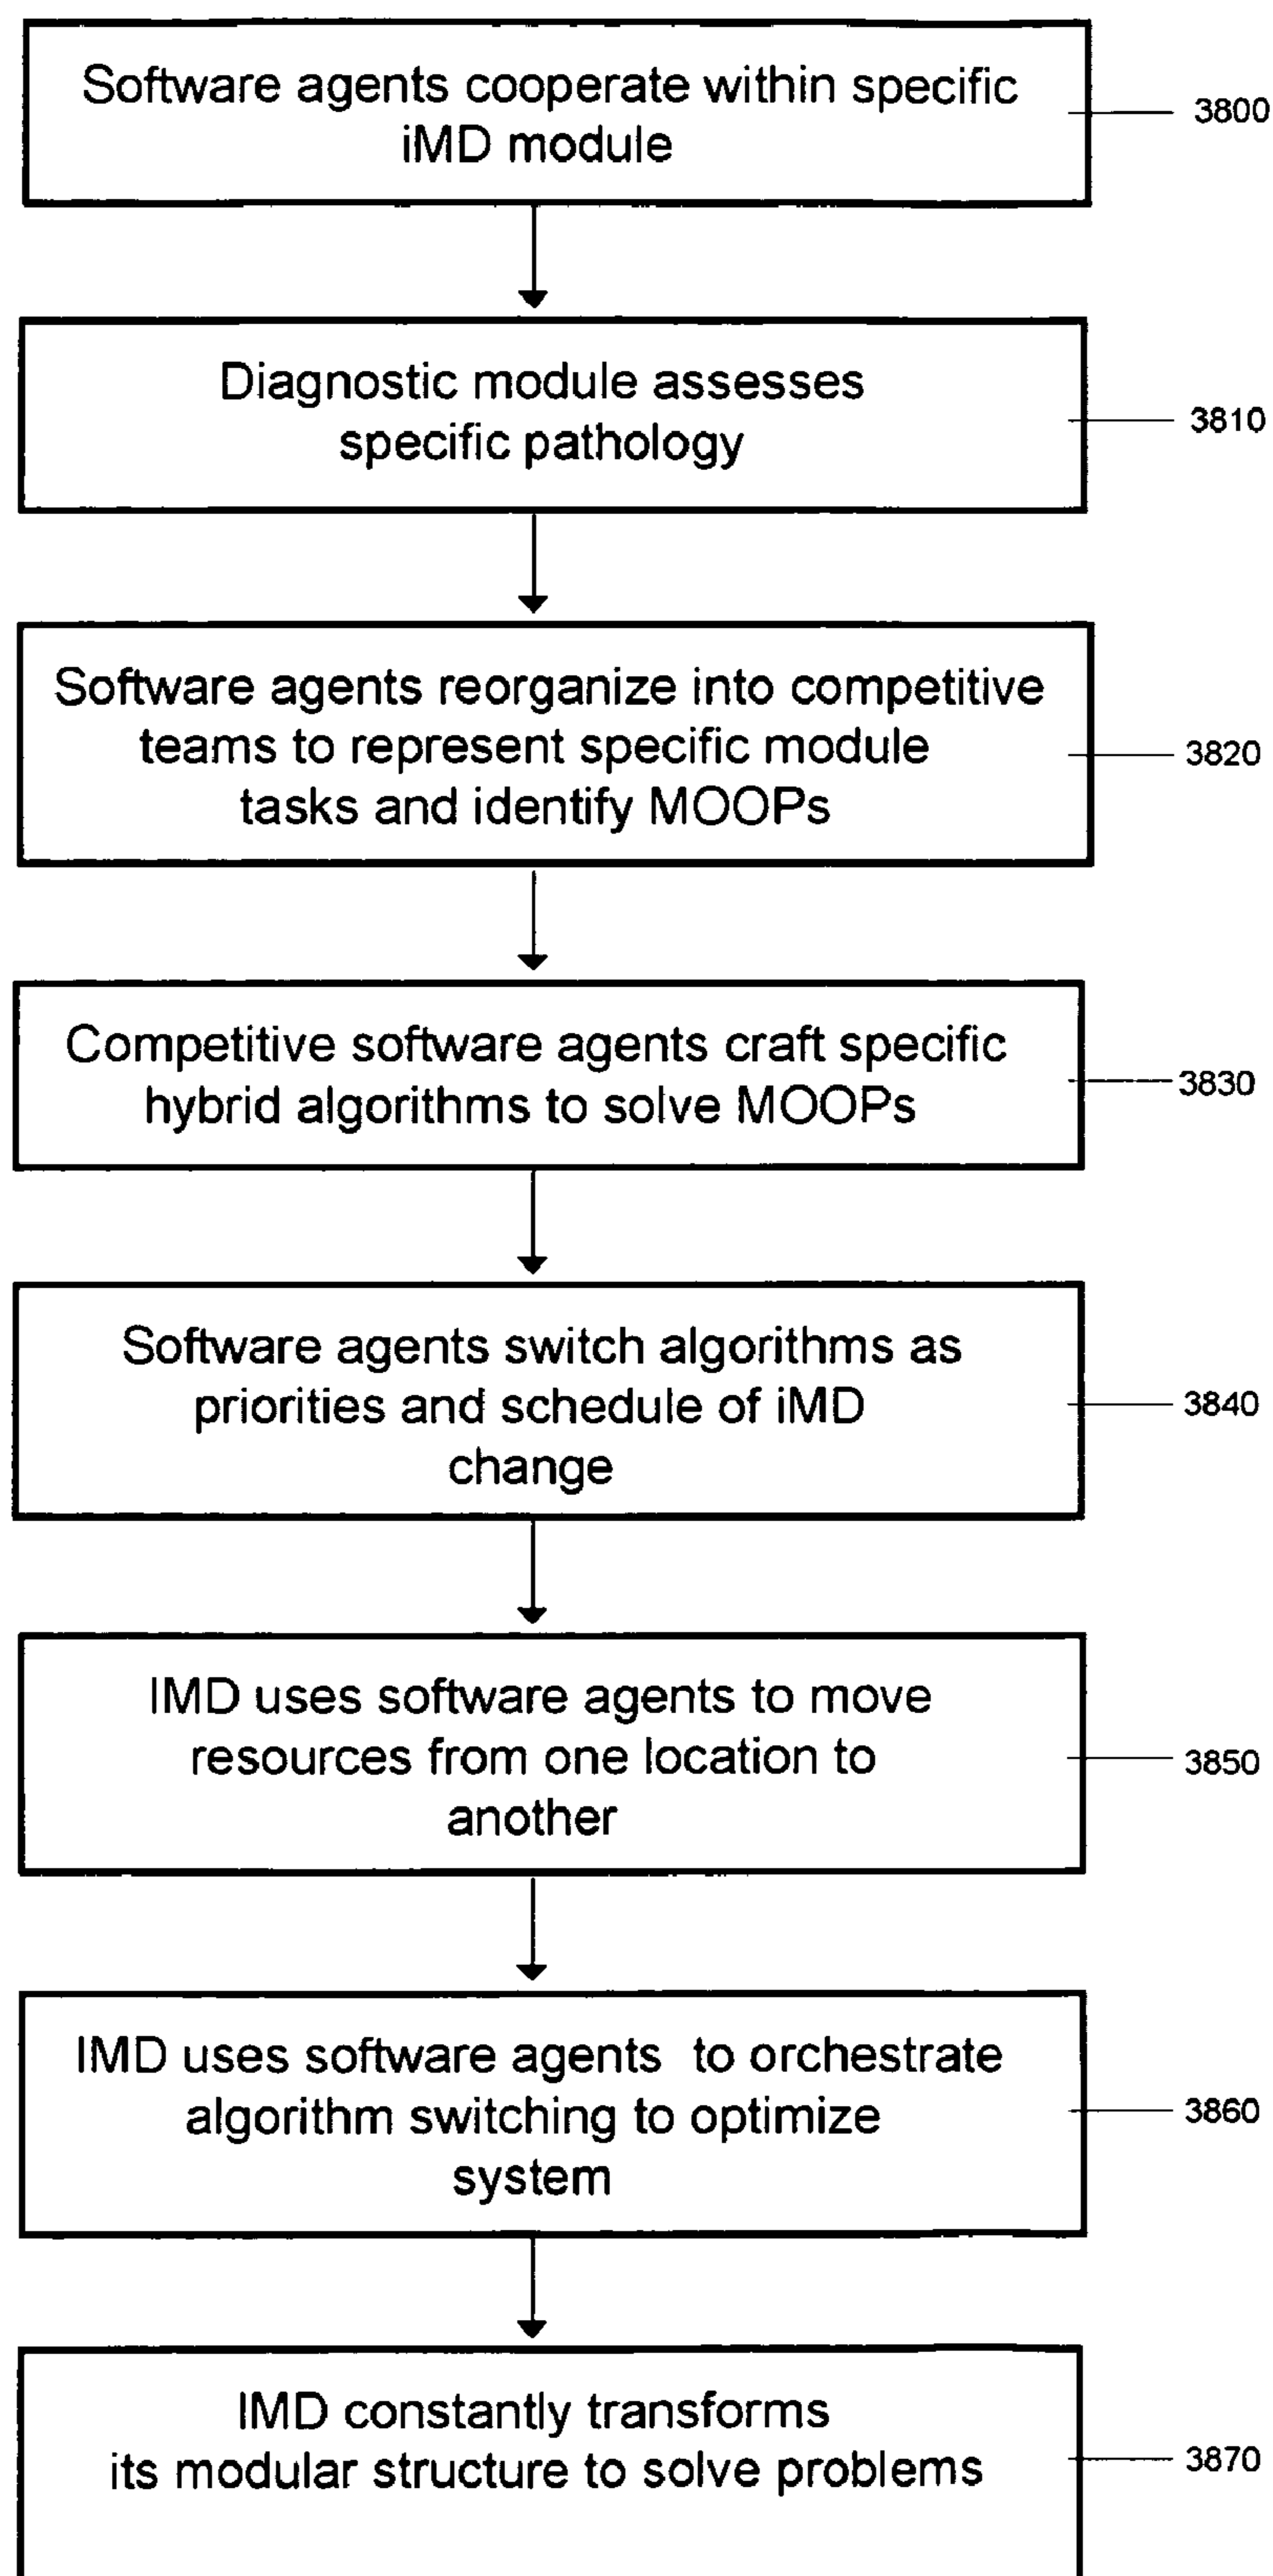 Software agents cooperate within specific
iMD module
3800
Diagnostic module assesses
specific pathology
3810
Software agents reorganize into competitive
teams to represent specific module
tasks and identify MOOPs
3820
Competitive software agents craft specific
hybrid algorithms to solve MOOPs
3830
Software agents switch algorithms as
priorities and schedule of iMD
change
3840
IMD uses software agents to move
resources from one location to
another
3850
IMD uses software agents to orchestrate
algorithm switching to optimize
system
3860
IMD constantly transforms
its modular structure to solve problems
3870